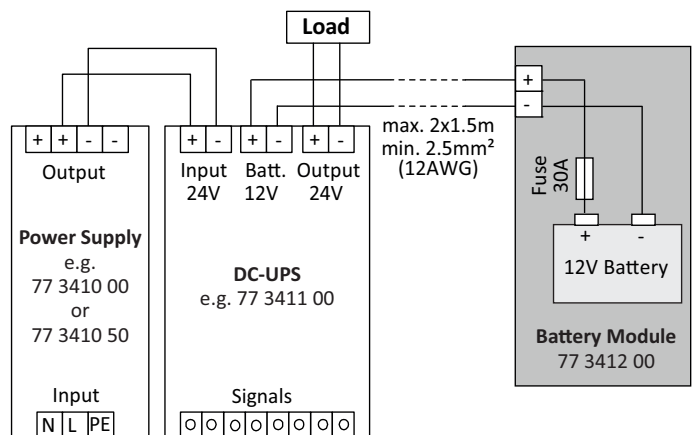 Load
+ + - -
Output
Power Supply
e.g.
77 3410 00
or
77 3410 50
Input
N L PE
+ - + - + -
Input Batt. Output
24V 12V 24V
DC-UPS
e.g. 77 3411 00
Signals
max. 2x1.5m
min. 2.5mm²
(12AWG)
+
-
Fuse
30A
+ -
12V Battery
Battery Module
77 3412 00